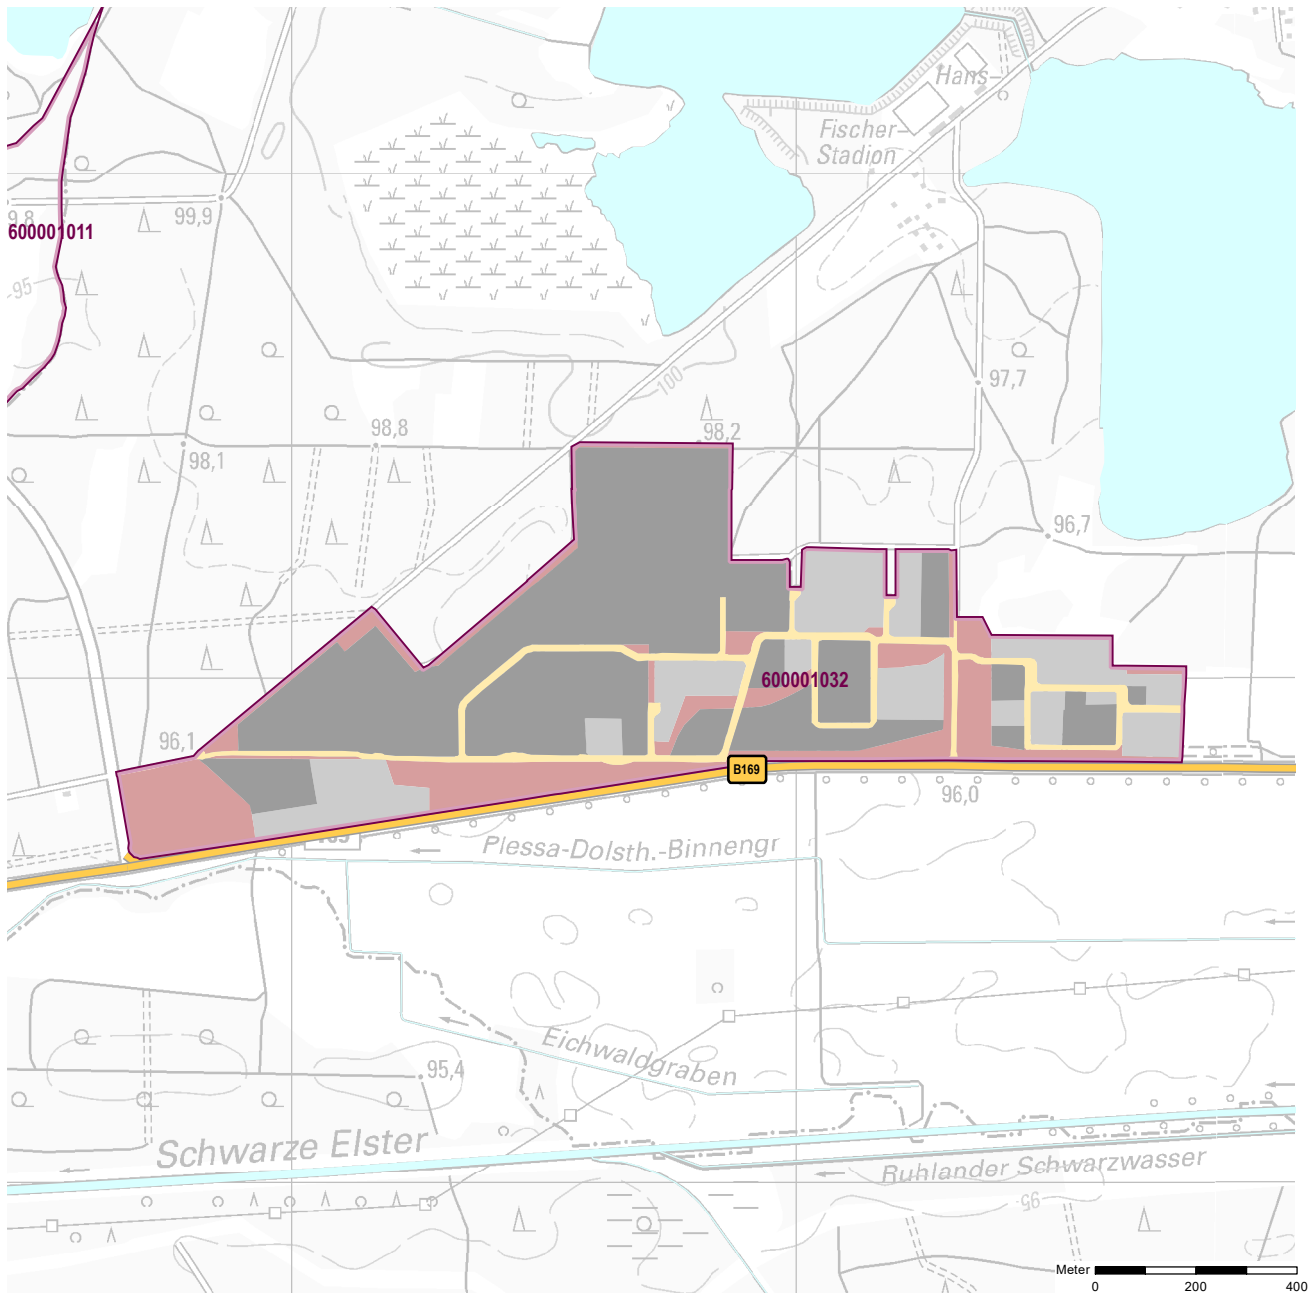 Hans-
Fischer-
Stadion
99,9
9,8
600001011
95
100
97,7
98,8
98,2
98,1
96,7
600001032
96,1
B169
96,0
Plessa-Dolsth.-Binnengr
Eichwaldgraben
95,4
Schwarze Elster
Ruhlander Schwarzwasser
95
Meter
0 200 400